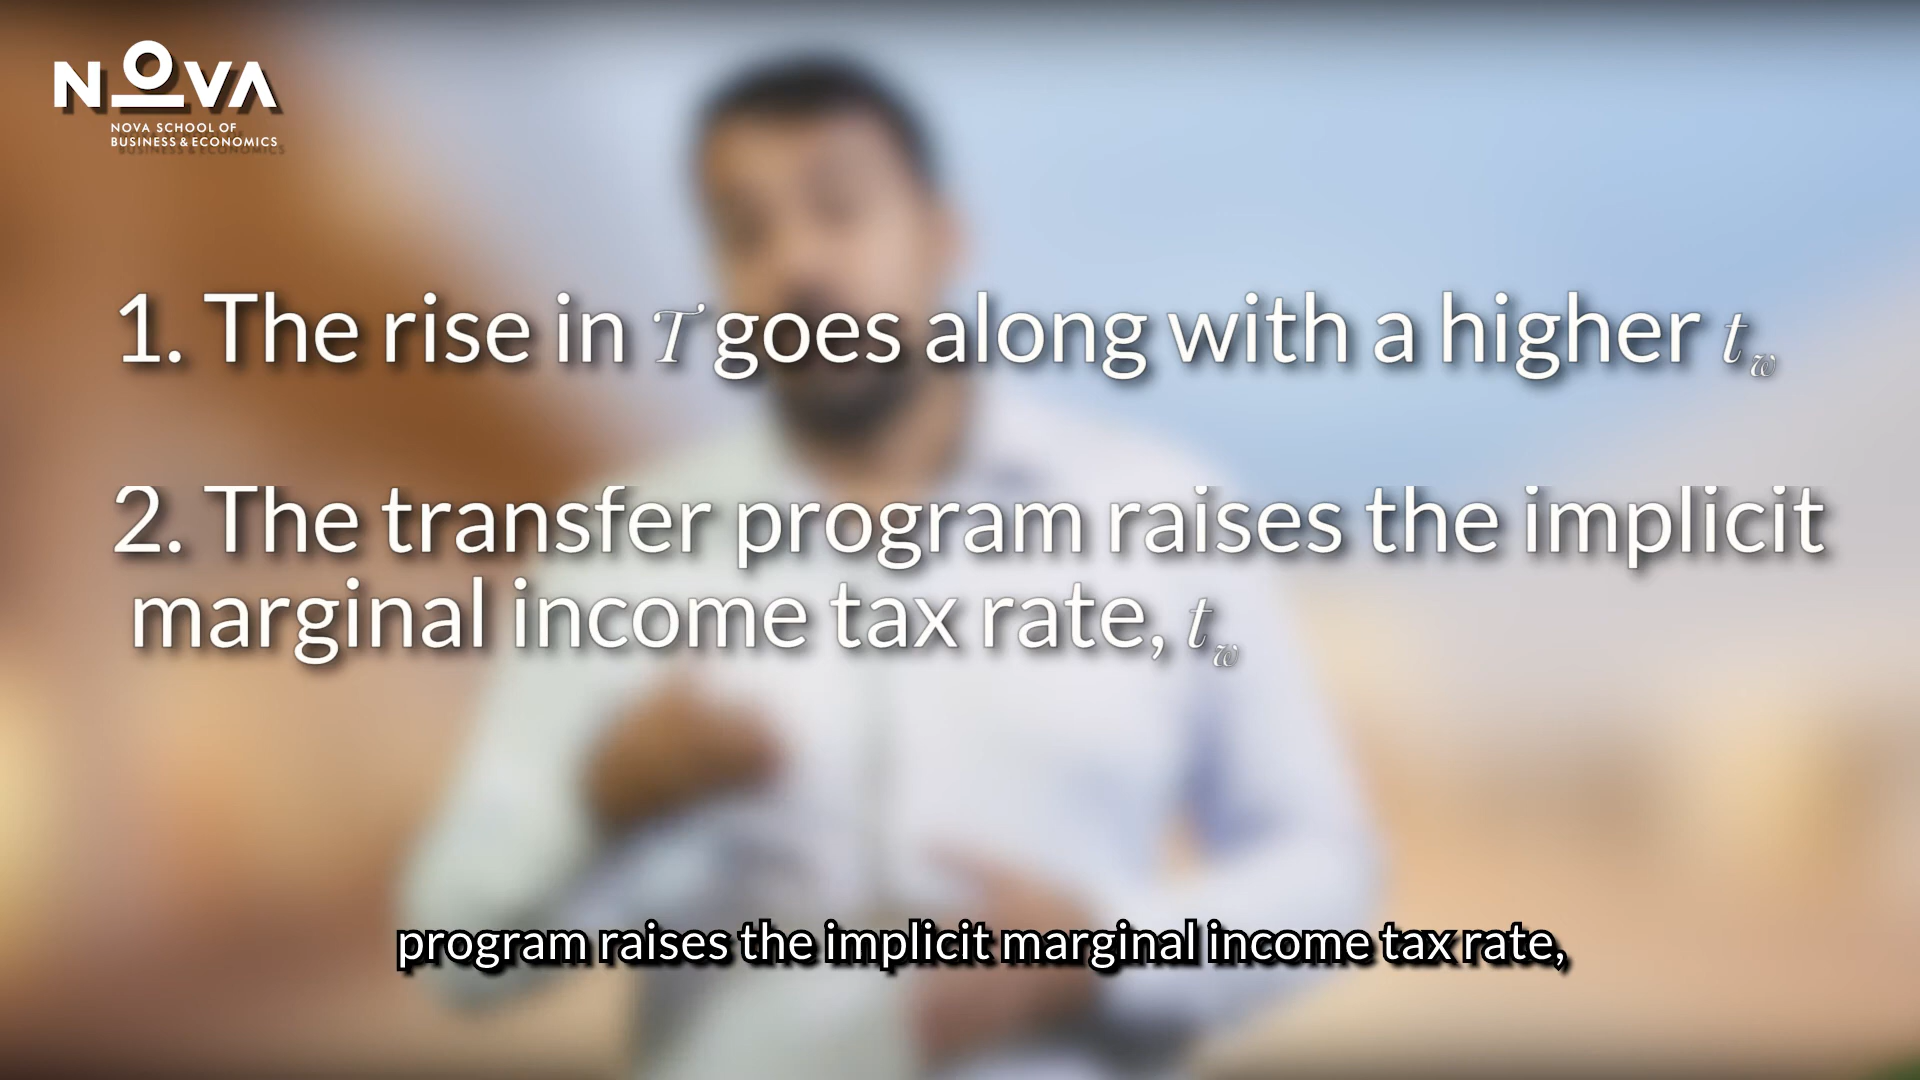 NOVA
NOVA SCHOOL OF
BUSINESS & ECONOMICS
1. The rise in T goes along with a higher t_w
2. The transfer program raises the implicit
marginal income tax rate, t_w
program raises the implicit marginal income tax rate,